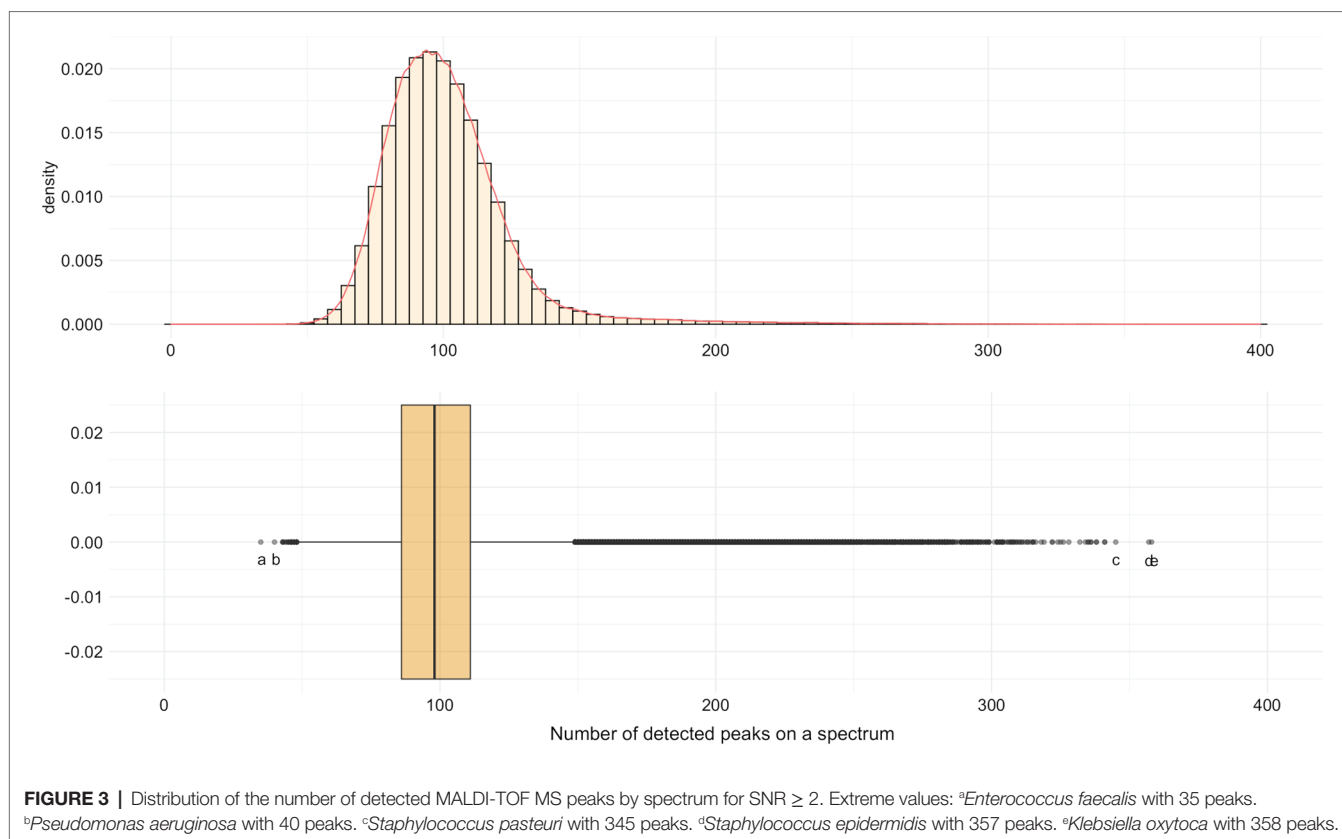 0.020
0.015
0.010
0.005
0.000
density
0 100 200 300 400
0.02
0.01
0.00
-0.01
-0.02
a b c d e
0 100 200 300 400
Number of detected peaks on a spectrum
FIGURE 3 | Distribution of the number of detected MALDI-TOF MS peaks by spectrum for SNR ≥ 2. Extreme values: ᵃEnterococcus faecalis with 35 peaks.
ᵇPseudomonas aeruginosa with 40 peaks. ᶜStaphylococcus pasteuri with 345 peaks. ᵈStaphylococcus epidermidis with 357 peaks. ᵉKlebsiella oxytoca with 358 peaks.